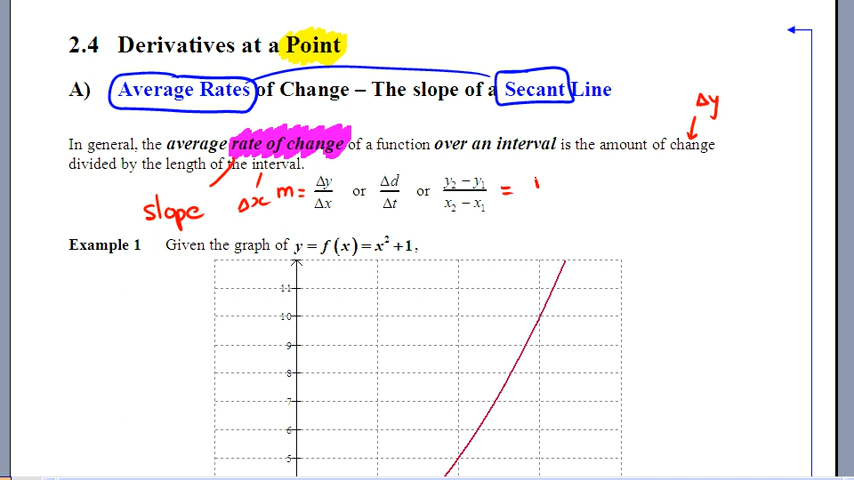 2.4 Derivatives at a Point
A) Average Rates of Change – The slope of a Secant Line
Δy
In general, the average rate of change of a function over an interval is the amount of change
divided by the length of the interval.
slope Δx m = Δy/Δx or Δd/Δt or y₂ − y₁/x₂ − x₁ =
Example 1 Given the graph of y = f(x) = x² + 1,
11
10
9
8
7
6
5